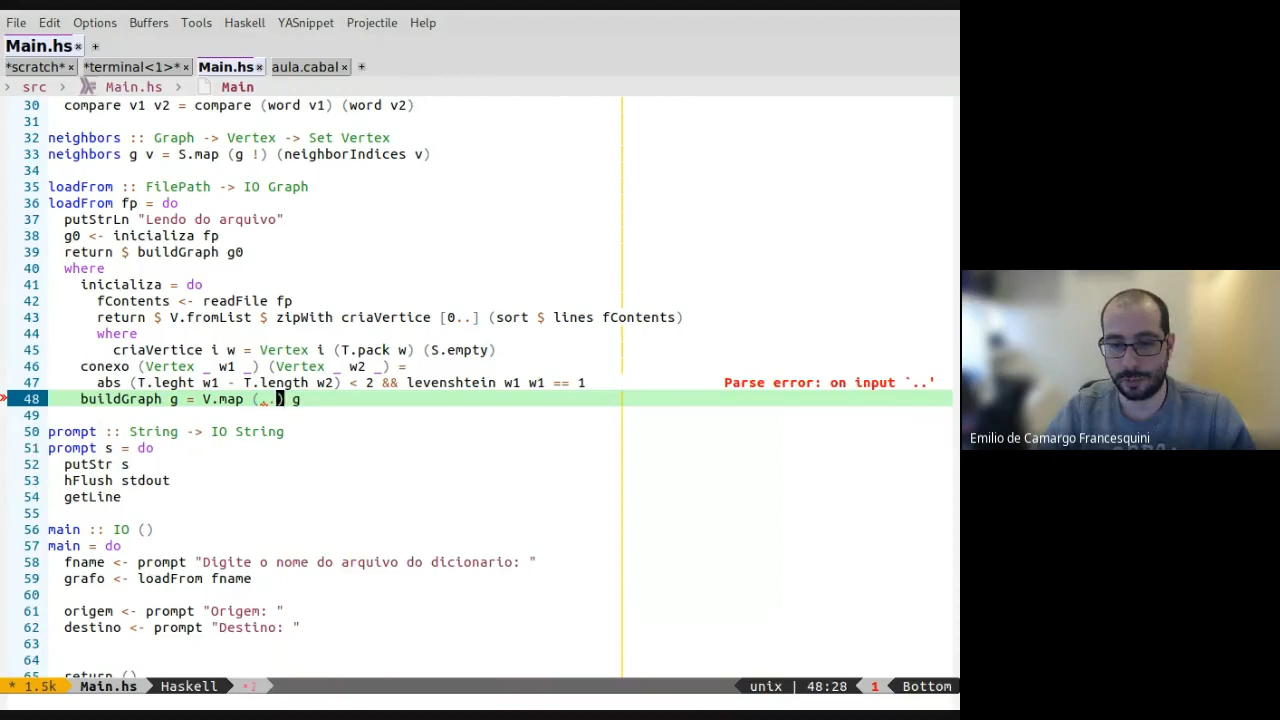 File Edit Options Buffers Tools Haskell YASnippet Projectile Help
Main.hs
*scratch* *terminal<1>* Main.hs aula.cabal
src Main.hs Main
30 compare v1 v2 = compare (word v1) (word v2)
31
32 neighbors :: Graph -> Vertex -> Set Vertex
33 neighbors g v = S.map (g !) (neighborIndices v)
34
35 loadFrom :: FilePath -> IO Graph
36 loadFrom fp = do
37 putStrLn "Lendo do arquivo"
38 g0 <- inicializa fp
39 return $ buildGraph g0
40 where
41 inicializa = do
42 fContents <- readFile fp
43 return $ V.fromList $ zipWith criaVertice [0..] (sort $ lines fContents)
44 where
45 criaVertice i w = Vertex i (T.pack w) (S.empty)
46 conexo (Vertex _ w1 _) (Vertex _ w2 _) =
47 abs (T.leght w1 - T.length w2) < 2 && levenshtein w1 w1 == 1 Parse error: on input `..'
48 buildGraph g = V.map (..) g
49
50 prompt :: String -> IO String
51 prompt s = do
52 putStr s
53 hFlush stdout
54 getLine
55
56 main :: IO ()
57 main = do
58 fname <- prompt "Digite o nome do arquivo do dicionario: "
59 grafo <- loadFrom fname
60
61 origem <- prompt "Origem: "
62 destino <- prompt "Destino: "
63
64
65 return ()
* 1.5k Main.hs Haskell unix | 48:28 1 Bottom
Emilio de Camargo Francesquini